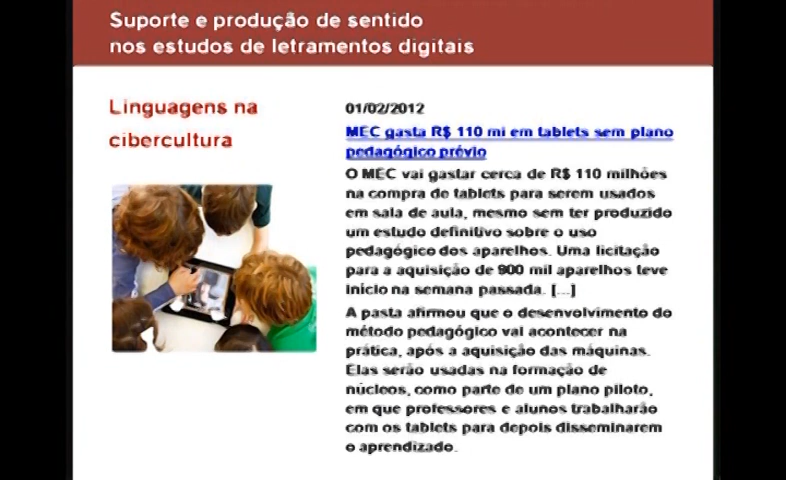 Suporte e produção de sentido
nos estudos de letramentos digitais
Linguagens na
cibercultura
01/02/2012
MEC gasta R$ 110 mi em tablets sem plano
pedagógico prévio
O MEC vai gastar cerca de R$ 110 milhões
na compra de tablets para serem usados
em sala de aula, mesmo sem ter produzido
um estudo definitivo sobre o uso
pedagógico dos aparelhos. Uma licitação
para a aquisição de 900 mil aparelhos teve
início na semana passada. [...]
A pasta afirmou que o desenvolvimento do
método pedagógico vai acontecer na
prática, após a aquisição das máquinas.
Elas serão usadas na formação de
núcleos, como parte de um plano piloto,
em que professores e alunos trabalharão
com os tablets para depois disseminarem
o aprendizado.